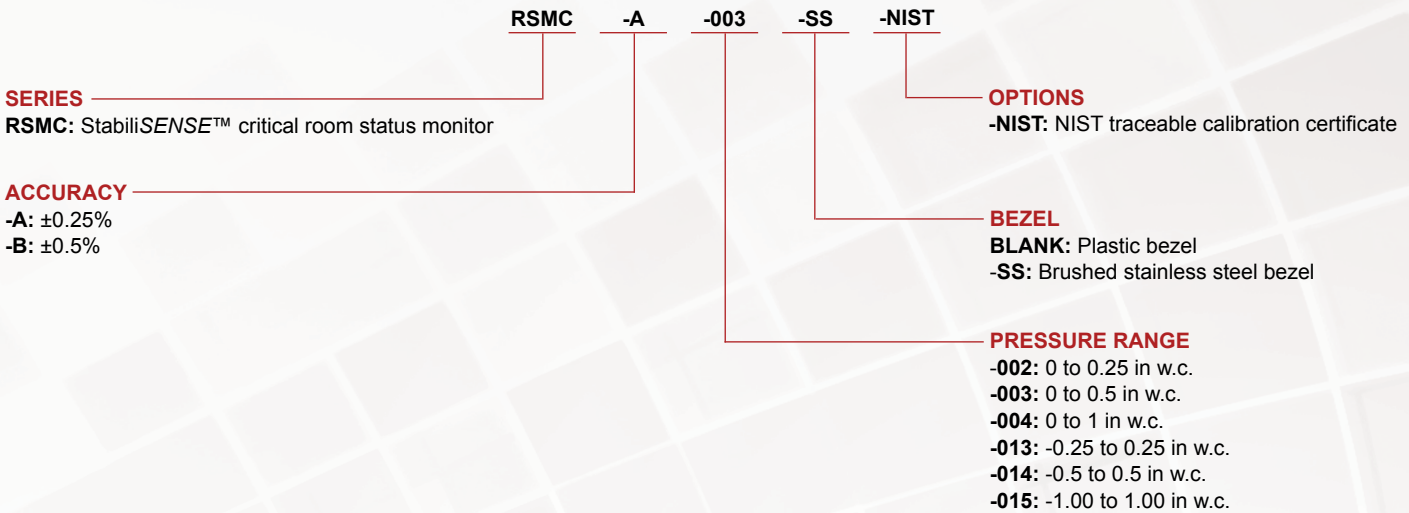 RSMC -A -003 -SS -NIST
SERIES
RSMC: StabiliSENSE™ critical room status monitor
ACCURACY
-A: ±0.25%
-B: ±0.5%
OPTIONS
-NIST: NIST traceable calibration certificate
BEZEL
BLANK: Plastic bezel
-SS: Brushed stainless steel bezel
PRESSURE RANGE
-002: 0 to 0.25 in w.c.
-003: 0 to 0.5 in w.c.
-004: 0 to 1 in w.c.
-013: -0.25 to 0.25 in w.c.
-014: -0.5 to 0.5 in w.c.
-015: -1.00 to 1.00 in w.c.